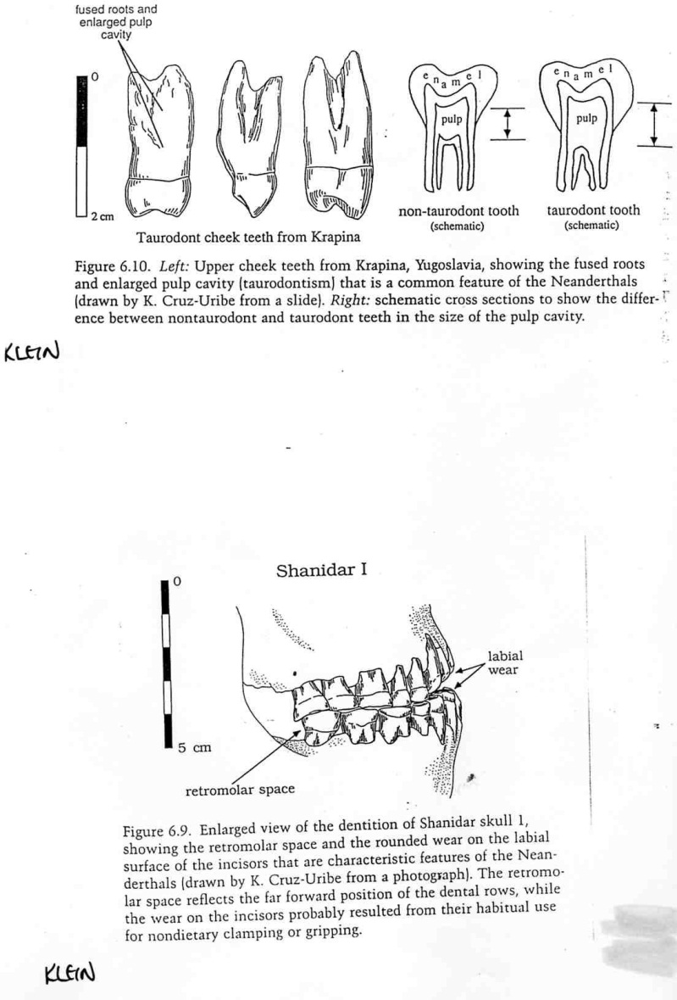 fused roots and
enlarged pulp
cavity
0
2 cm
enamel
pulp
enamel
pulp
non-taurodont tooth
(schematic)
taurodont tooth
(schematic)
Taurodont cheek teeth from Krapina
Figure 6.10. Left: Upper cheek teeth from Krapina, Yugoslavia, showing the fused roots
and enlarged pulp cavity (taurodontism) that is a common feature of the Neanderthals
(drawn by K. Cruz-Uribe from a slide). Right: schematic cross sections to show the differ-
ence between nontaurodont and taurodont teeth in the size of the pulp cavity.
KLEIN
Shanidar I
0
labial
wear
5 cm
retromolar space
Figure 6.9. Enlarged view of the dentition of Shanidar skull 1,
showing the retromolar space and the rounded wear on the labial
surface of the incisors that are characteristic features of the Nean-
derthals (drawn by K. Cruz-Uribe from a photograph). The retromo-
lar space reflects the far forward position of the dental rows, while
the wear on the incisors probably resulted from their habitual use
for nondietary clamping or gripping.
KLEIN